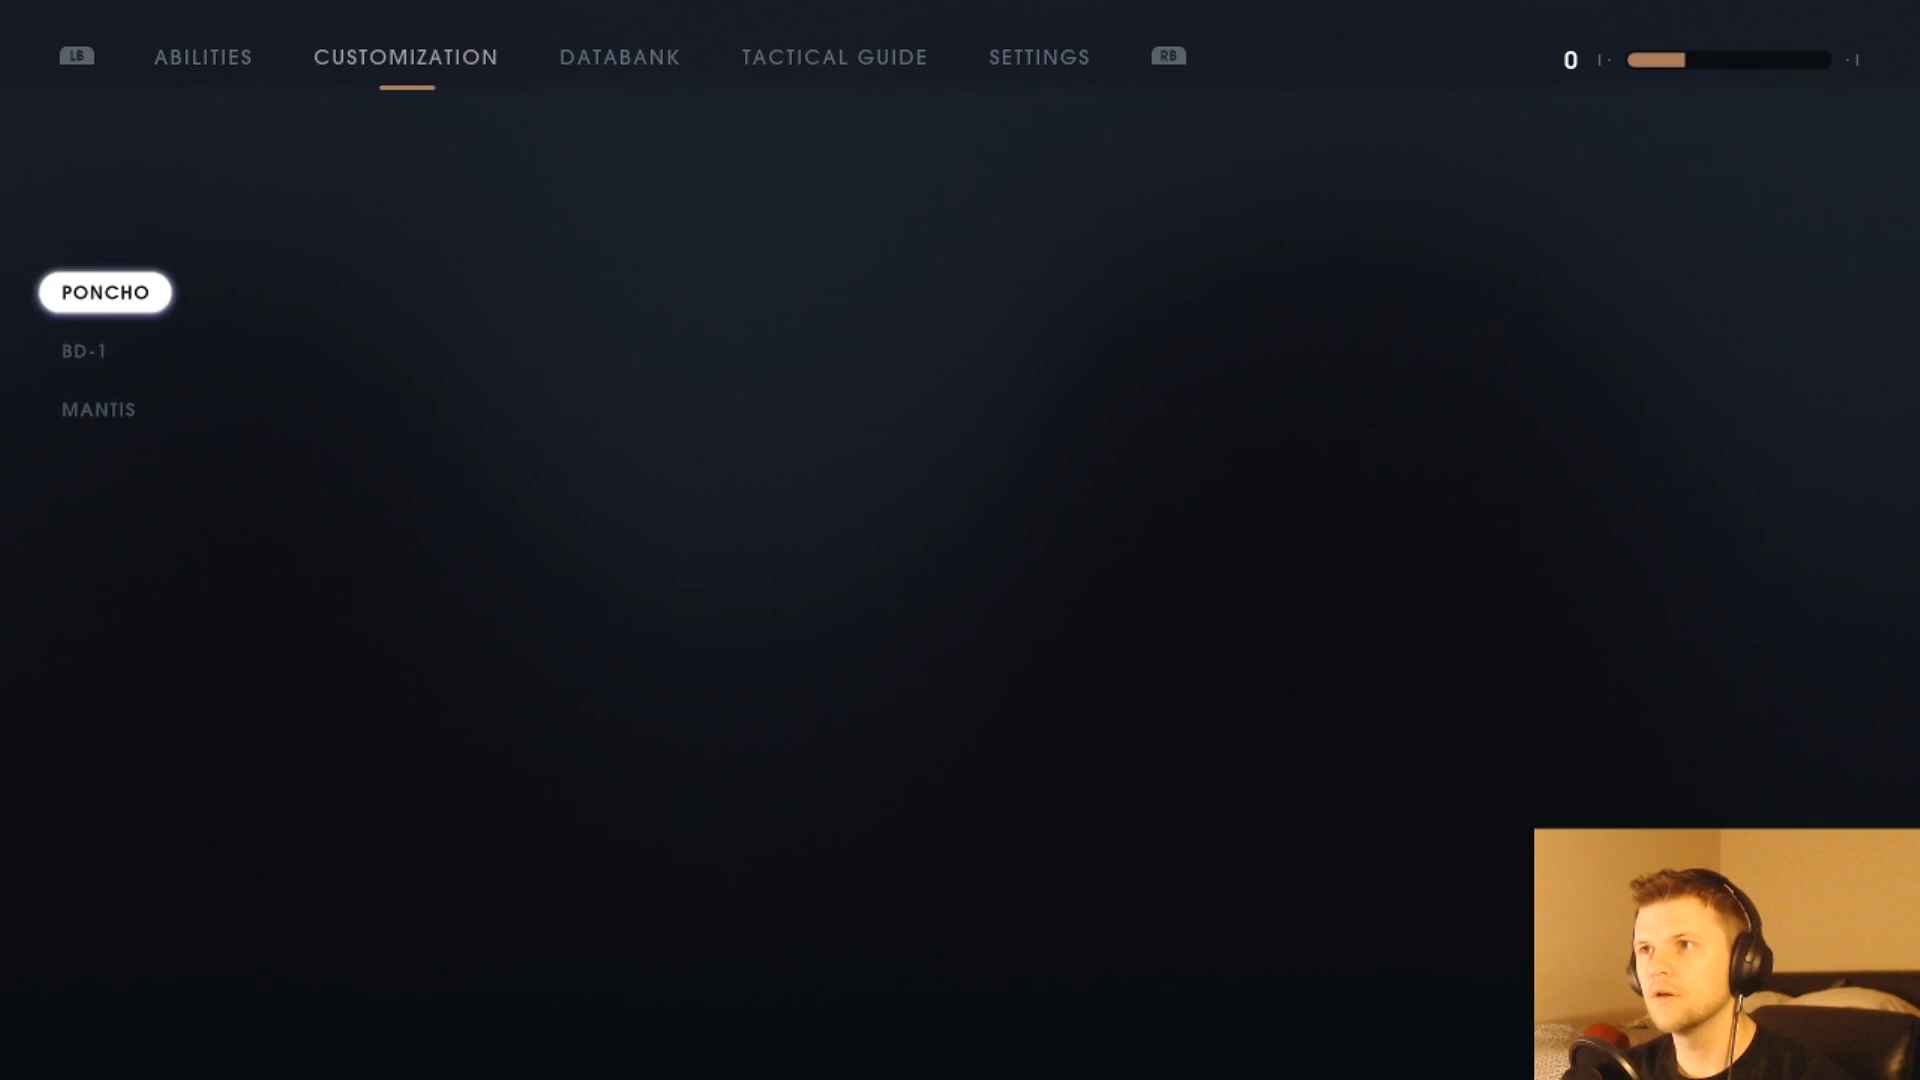 LB ABILITIES CUSTOMIZATION DATABANK TACTICAL GUIDE SETTINGS RB 0
PONCHO
BD-1
MANTIS